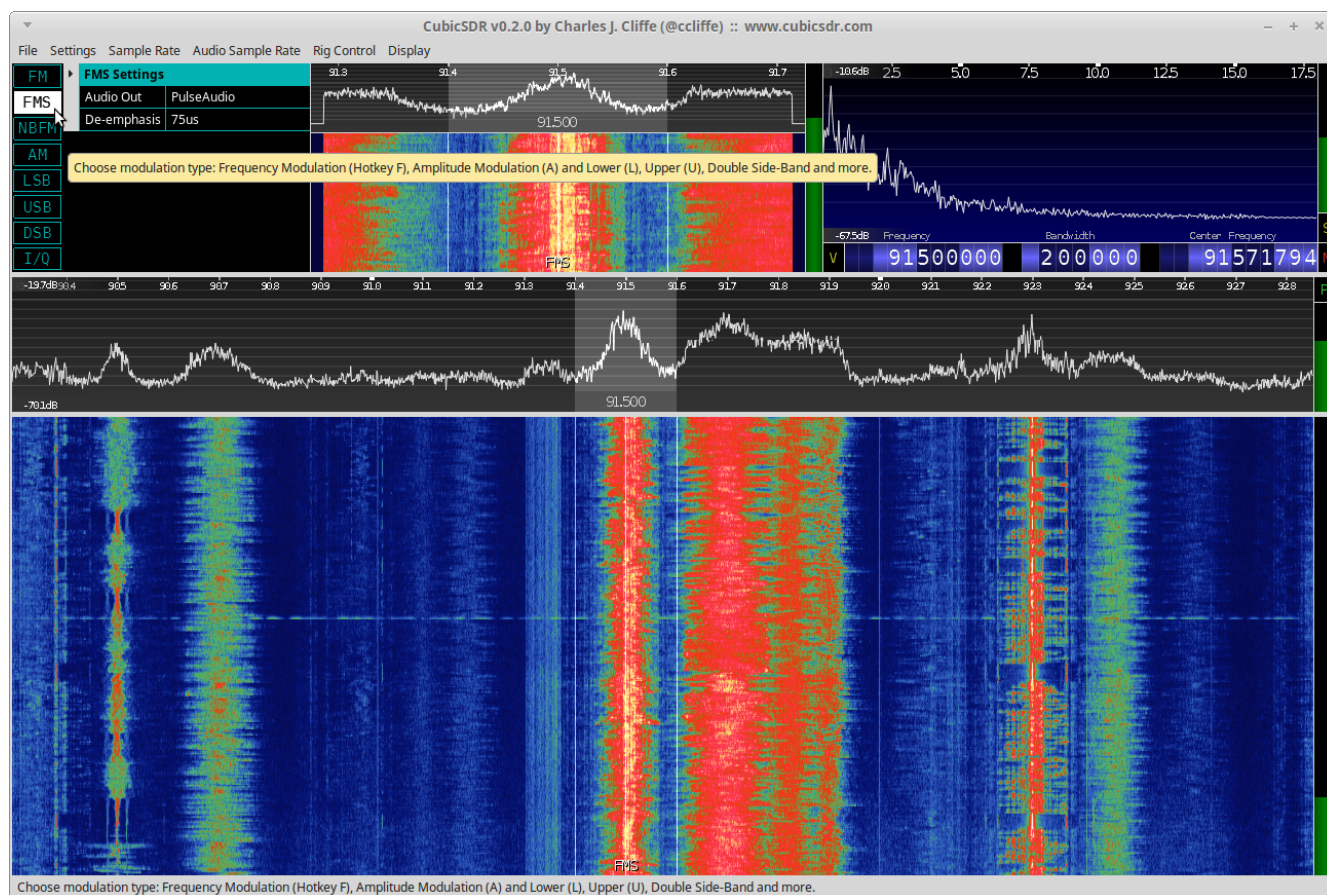 CubicSDR v0.2.0 by Charles J. Cliffe (@ccliffe) :: www.cubicsdr.com
File Settings Sample Rate Audio Sample Rate Rig Control Display
FM
FMS
NBFM
AM
LSB
USB
DSB
I/Q
FMS Settings
Audio Out PulseAudio
De-emphasis 75us
91.3 91.4 91.5 91.6 91.7
91.500
FMS
Choose modulation type: Frequency Modulation (Hotkey F), Amplitude Modulation (A) and Lower (L), Upper (U), Double Side-Band and more.
-10.6dB 2.5 5.0 7.5 10.0 12.5 15.0 17.5
-67.5dB Frequency Bandwidth Center Frequency
V 91500000 200000 91571794
-19.7dB 90.4 90.5 90.6 90.7 90.8 90.9 91.0 91.1 91.2 91.3 91.4 91.5 91.6 91.7 91.8 91.9 92.0 92.1 92.2 92.3 92.4 92.5 92.6 92.7 92.8
91.500
-70.1dB
FMS
Choose modulation type: Frequency Modulation (Hotkey F), Amplitude Modulation (A) and Lower (L), Upper (U), Double Side-Band and more.